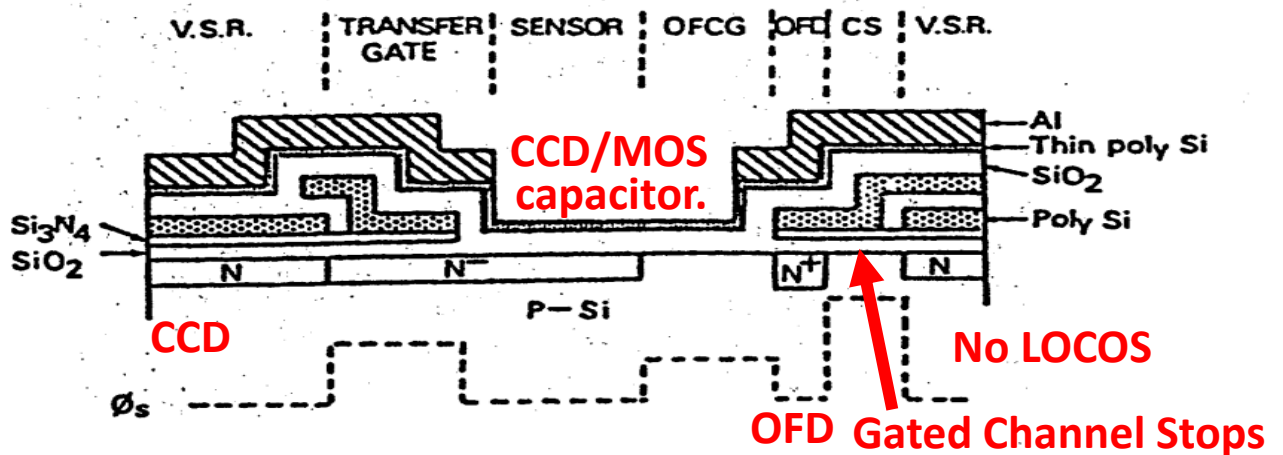 V.S.R. TRANSFER GATE SENSOR OFCG OFD CS V.S.R.
Al
Thin poly Si
SiO2
Poly Si
CCD/MOS
capacitor.
Si3N4
SiO2
N N− N+ N
P-Si
CCD
No LOCOS
Øs
OFD Gated Channel Stops